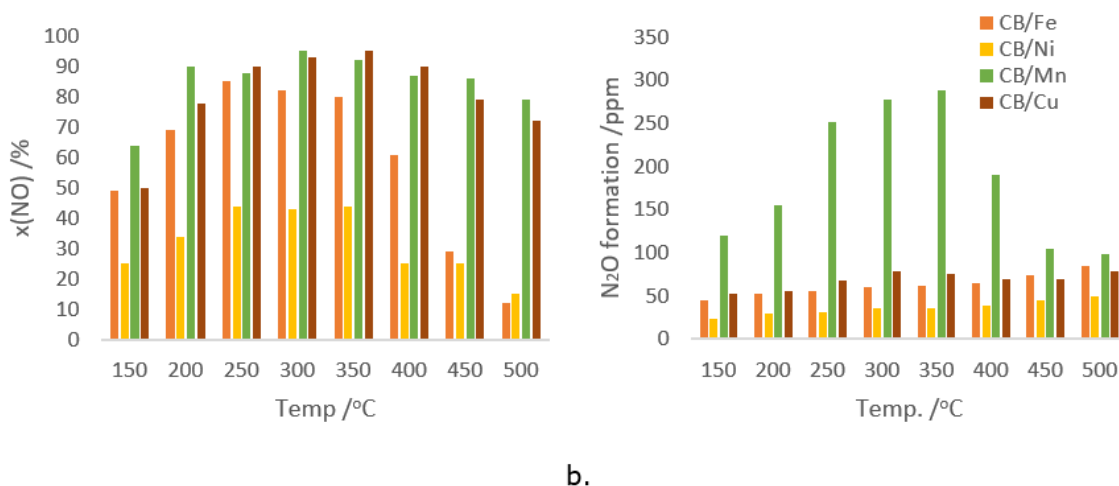 100
90
80
70
60
50
40
30
20
10
0
x(NO) /%
150 200 250 300 350 400 450 500
Temp /°C
350
300
250
200
150
100
50
0
N₂O formation /ppm
CB/Fe
CB/Ni
CB/Mn
CB/Cu
150 200 250 300 350 400 450 500
Temp. /°C
b.